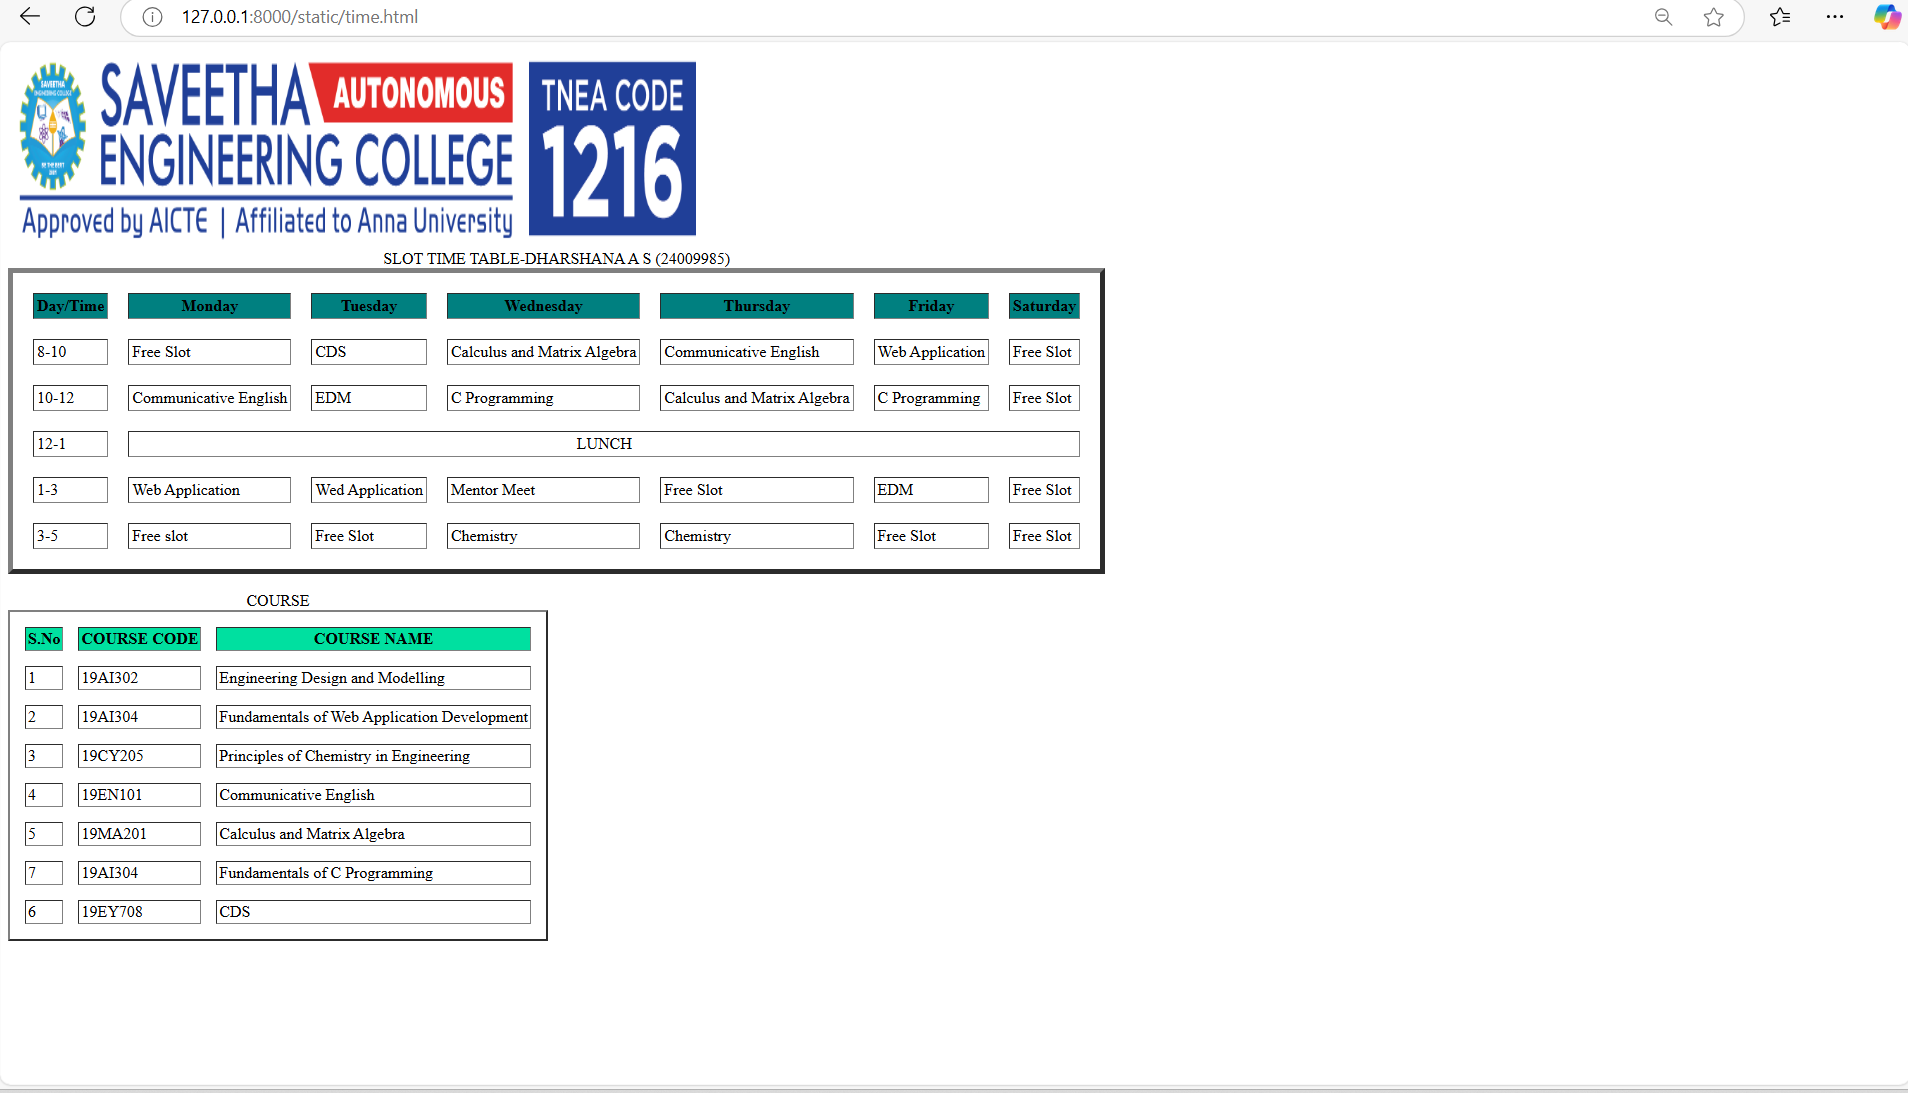 127.0.0.1:8000/static/time.html
SAVEETHA AUTONOMOUS
ENGINEERING COLLEGE
Approved by AICTE | Affiliated to Anna University
TNEA CODE
1216
SLOT TIME TABLE-DHARSHANA A S (24009985)
Day/Time Monday Tuesday Wednesday Thursday Friday Saturday
8-10 Free Slot CDS Calculus and Matrix Algebra Communicative English Web Application Free Slot
10-12 Communicative English EDM C Programming Calculus and Matrix Algebra C Programming Free Slot
12-1 LUNCH
1-3 Web Application Wed Application Mentor Meet Free Slot EDM Free Slot
3-5 Free slot Free Slot Chemistry Chemistry Free Slot Free Slot
COURSE
S.No COURSE CODE COURSE NAME
1 19AI302 Engineering Design and Modelling
2 19AI304 Fundamentals of Web Application Development
3 19CY205 Principles of Chemistry in Engineering
4 19EN101 Communicative English
5 19MA201 Calculus and Matrix Algebra
7 19AI304 Fundamentals of C Programming
6 19EY708 CDS